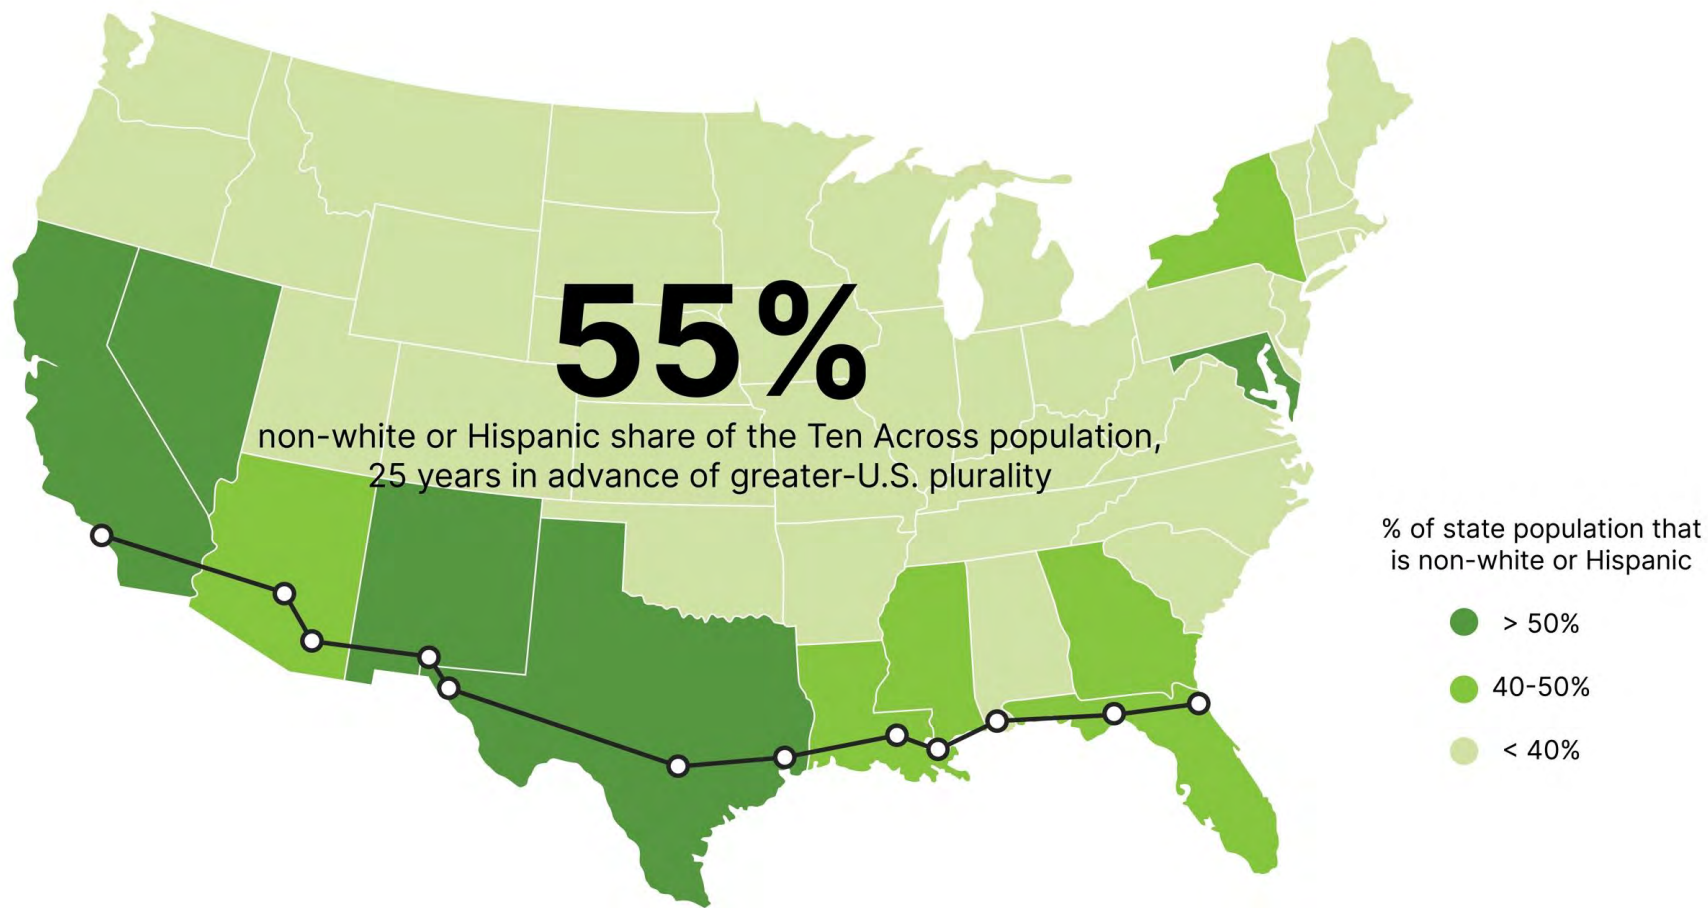 55%
non-white or Hispanic share of the Ten Across population,
25 years in advance of greater-U.S. plurality
% of state population that
is non-white or Hispanic
> 50%
40-50%
< 40%